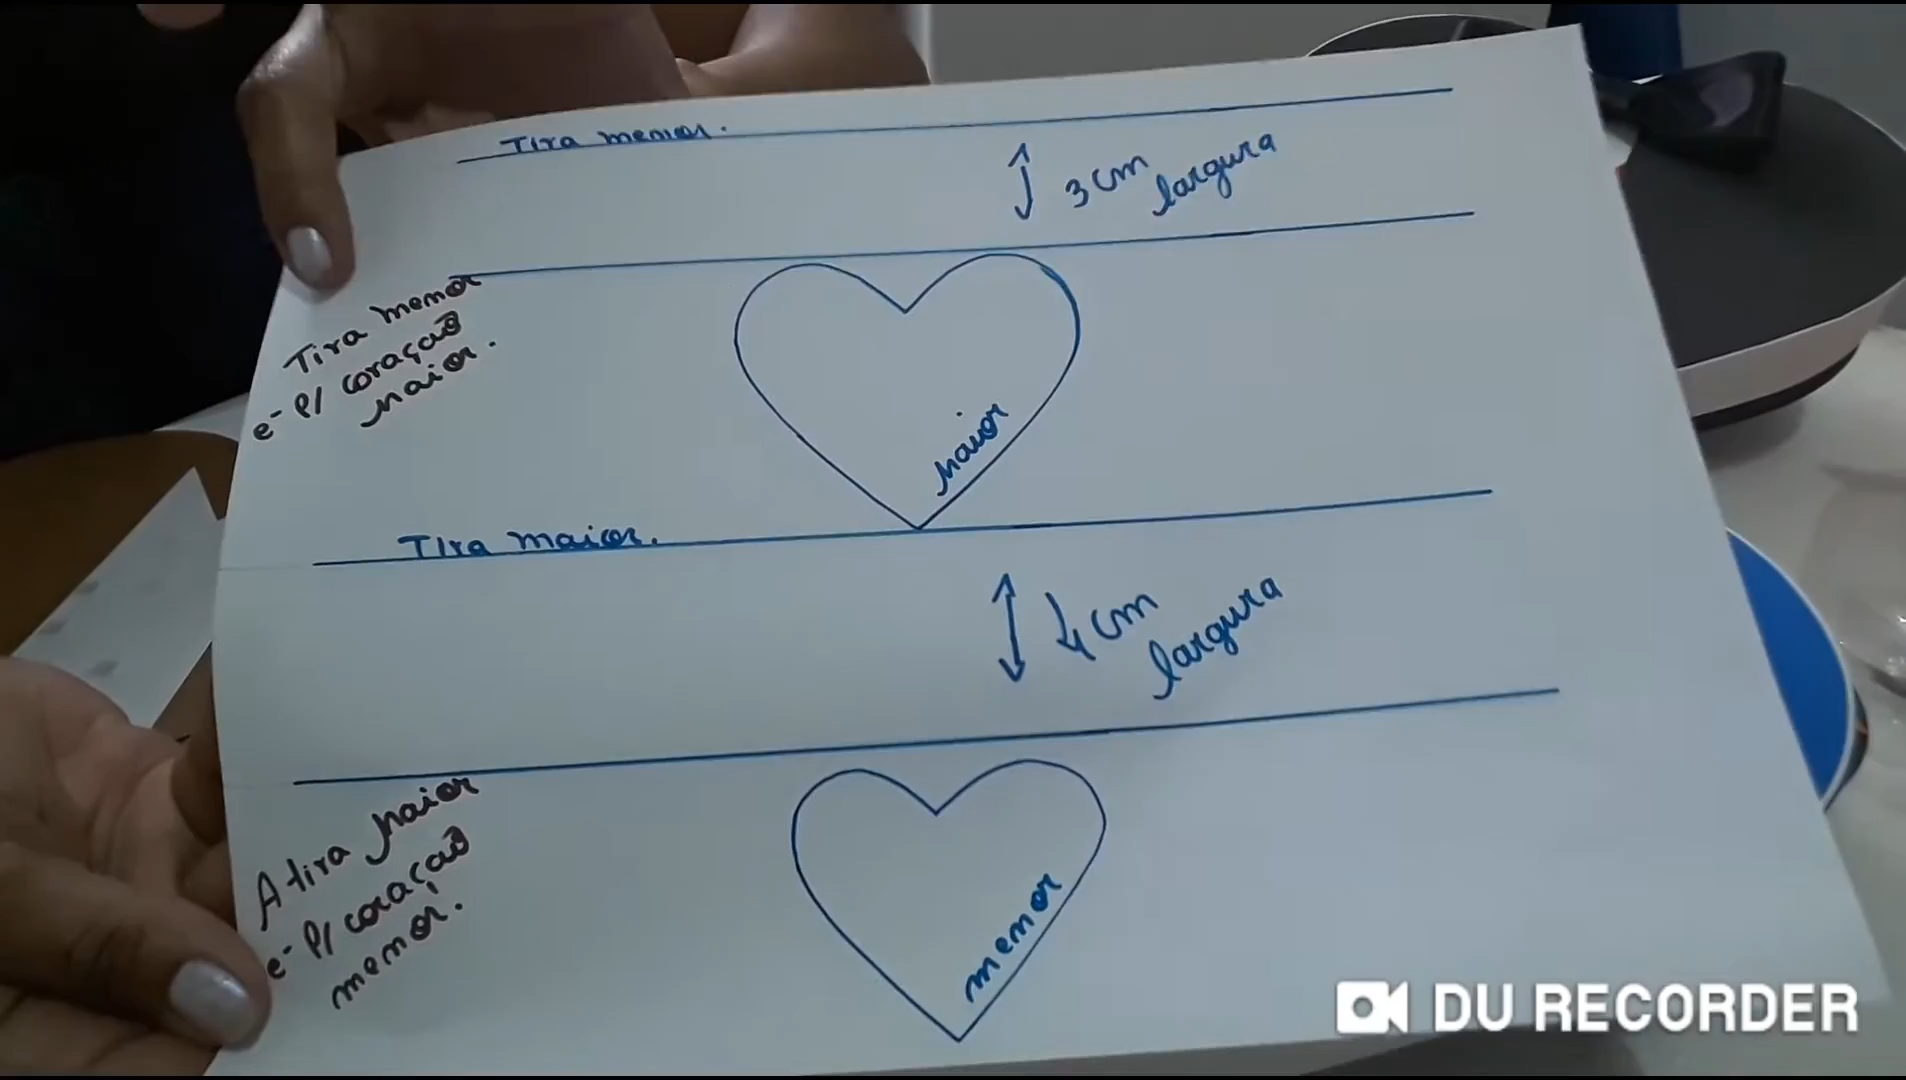 Tira menor.
3 cm
largura
Tira menor
é p/ coração
maior.
maior
Tira maior.
4 cm
largura
A tira maior
é p/ coração
menor.
menor
DU RECORDER